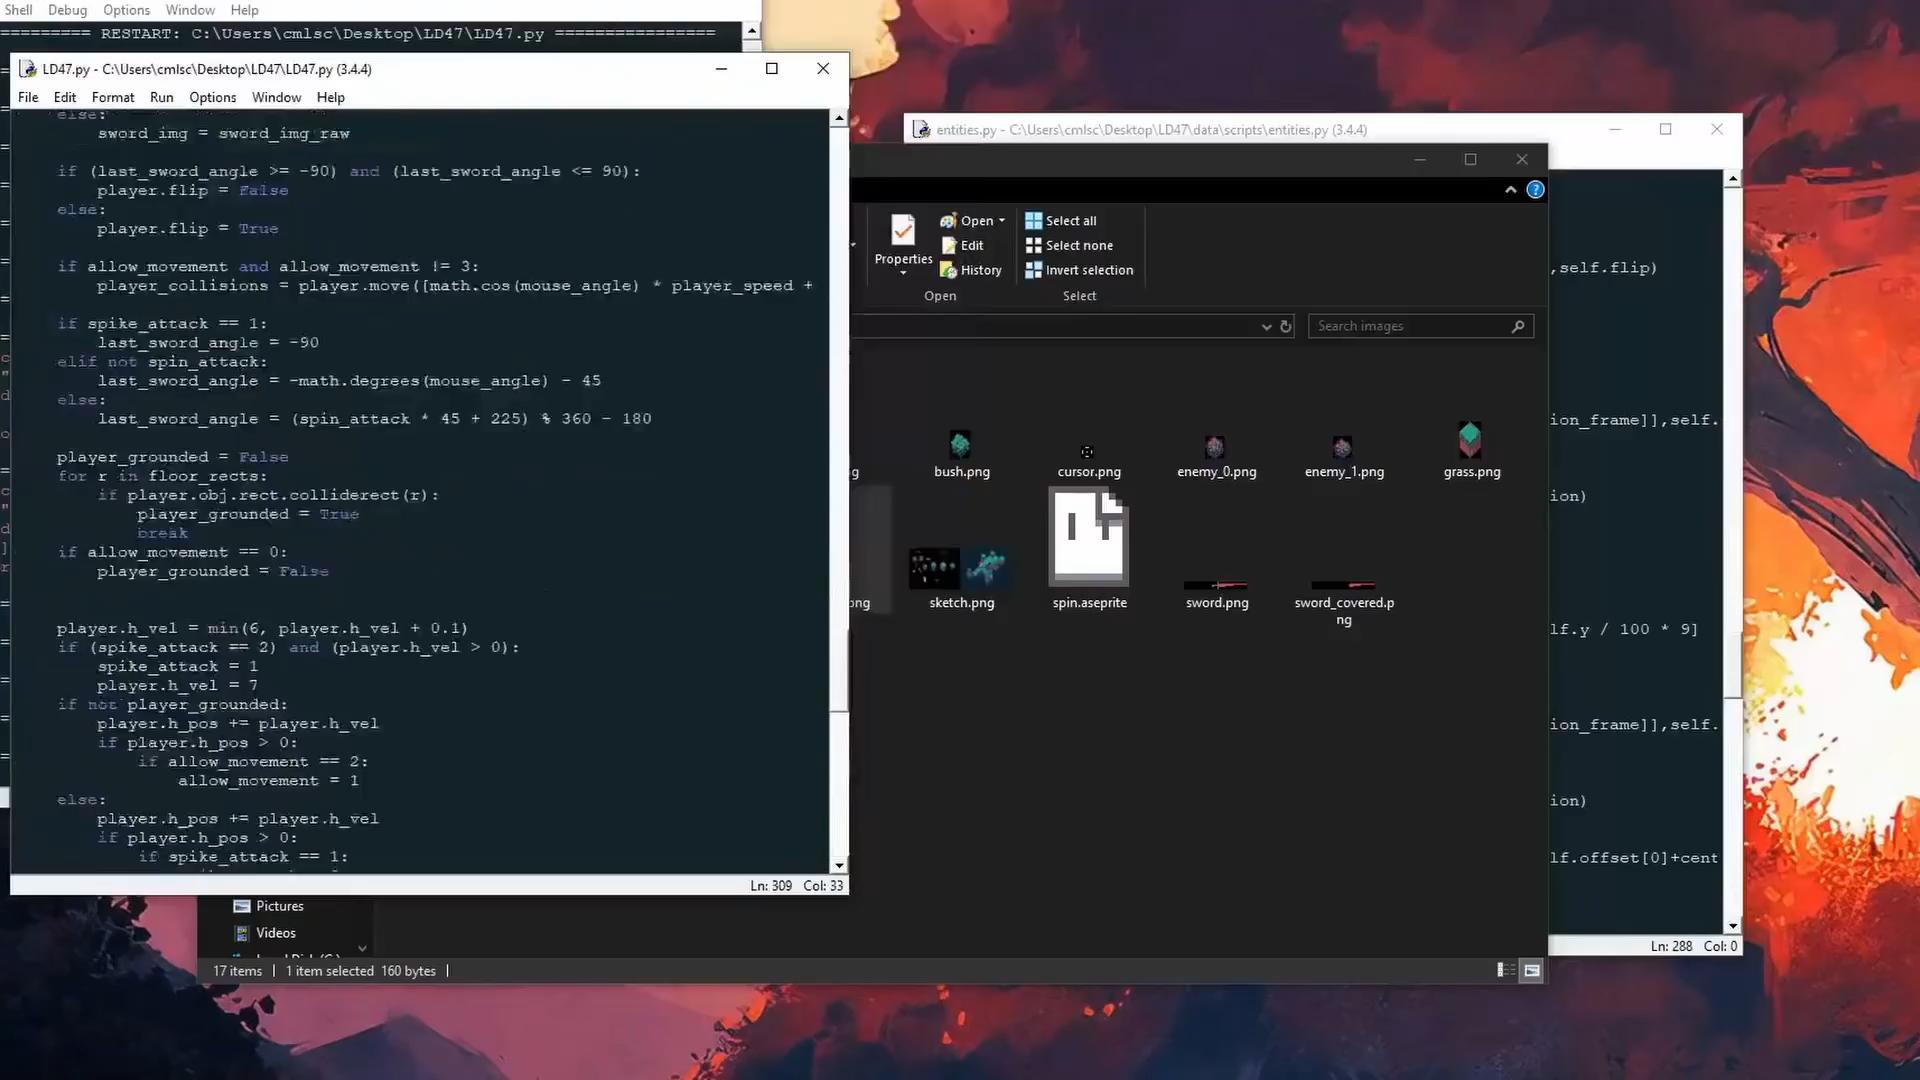 Shell Debug Options Window Help
========= RESTART: C:\Users\cmlsc\Desktop\LD47\LD47.py ================
LD47.py - C:\Users\cmlsc\Desktop\LD47\LD47.py (3.4.4)
File Edit Format Run Options Window Help
else:
sword_img = sword_img_raw
if (last_sword_angle >= -90) and (last_sword_angle <= 90):
player.flip = False
else:
player.flip = True
if allow_movement and allow_movement != 3:
player_collisions = player.move([math.cos(mouse_angle) * player_speed +
if spike_attack == 1:
last_sword_angle = -90
elif not spin_attack:
last_sword_angle = -math.degrees(mouse_angle) - 45
else:
last_sword_angle = (spin_attack * 45 + 225) % 360 - 180
player_grounded = False
for r in floor_rects:
if player.obj.rect.colliderect(r):
player_grounded = True
break
if allow_movement == 0:
player_grounded = False
player.h_vel = min(6, player.h_vel + 0.1)
if (spike_attack == 2) and (player.h_vel > 0):
spike_attack = 1
player.h_vel = 7
if not player_grounded:
player.h_pos += player.h_vel
if player.h_pos > 0:
if allow_movement == 2:
allow_movement = 1
else:
player.h_pos += player.h_vel
if player.h_pos > 0:
if spike_attack == 1:
Ln: 309 Col: 33
entities.py - C:\Users\cmlsc\Desktop\LD47\data\scripts\entities.py (3.4.4)
,self.flip)
ion_frame]],self.
ion)
lf.y / 100 * 9]
ion_frame]],self.
ion)
lf.offset[0]+cent
Ln: 288 Col: 0
Properties
Open
Edit
History
Open
Select all
Select none
Invert selection
Select
Search images
bush.png
cursor.png
enemy_0.png
enemy_1.png
grass.png
png
sketch.png
spin.aseprite
sword.png
sword_covered.p
ng
Pictures
Videos
17 items
1 item selected 160 bytes